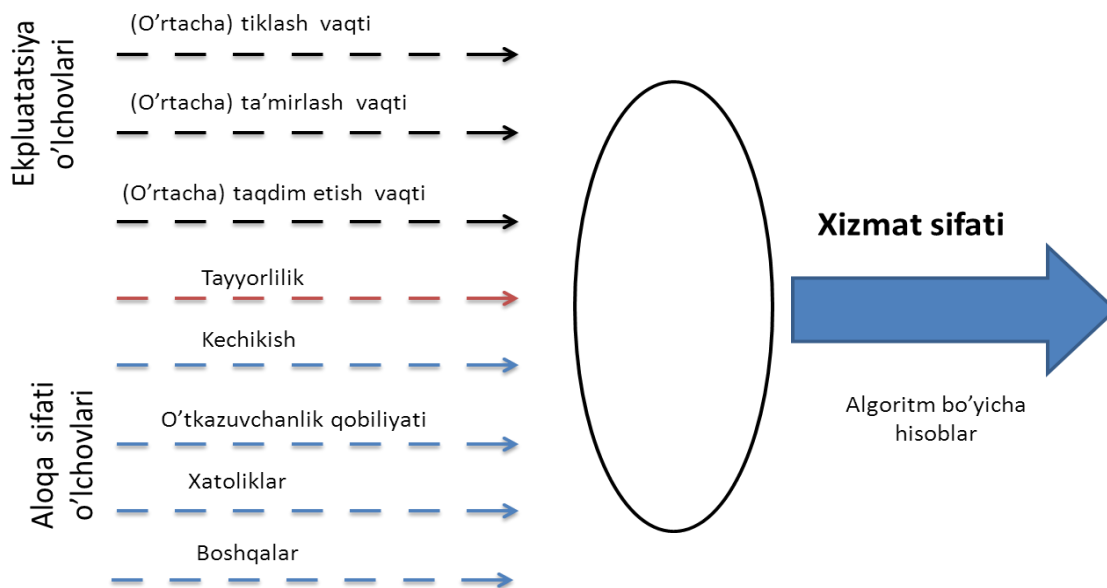 Ekpluatatsiya
o’lchovlari
(O’rtacha) tiklash vaqti
(O’rtacha) ta’mirlash vaqti
(O’rtacha) taqdim etish vaqti
Tayyorlilik
Kechikish
Aloqa sifati
o’lchovlari
O’tkazuvchanlik qobiliyati
Xatoliklar
Boshqalar
Xizmat sifati
Algoritm bo’yicha
hisoblar